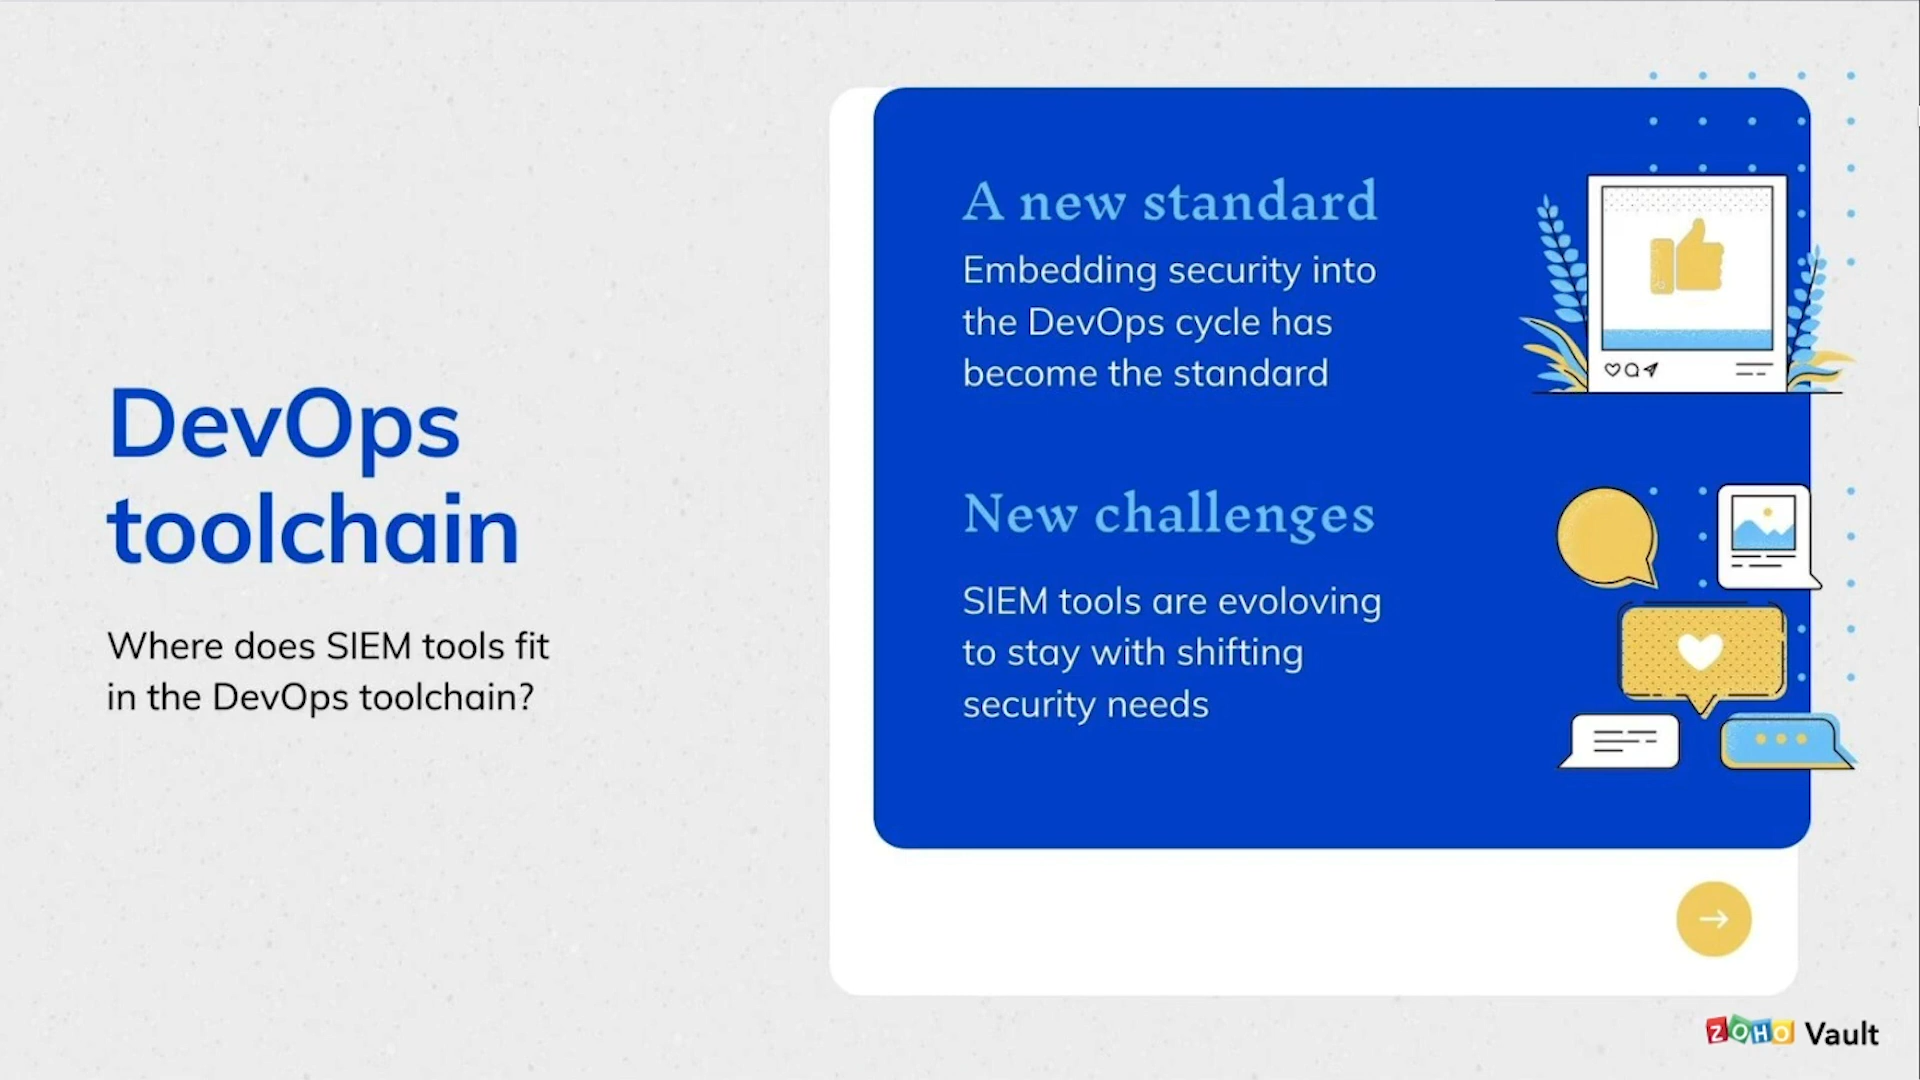 DevOps
toolchain
Where does SIEM tools fit
in the DevOps toolchain?
A new standard
Embedding security into
the DevOps cycle has
become the standard
New challenges
SIEM tools are evoloving
to stay with shifting
security needs
ZOHO Vault